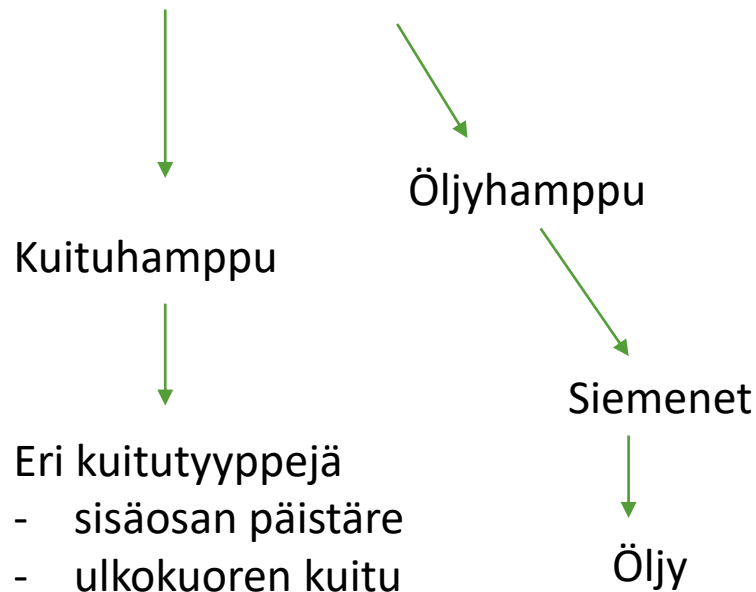 Öljyhamppu
Kuituhamppu
Siemenet
Eri kuitutyyppejä
- sisäosan päistäre
- ulkokuoren kuitu
Öljy